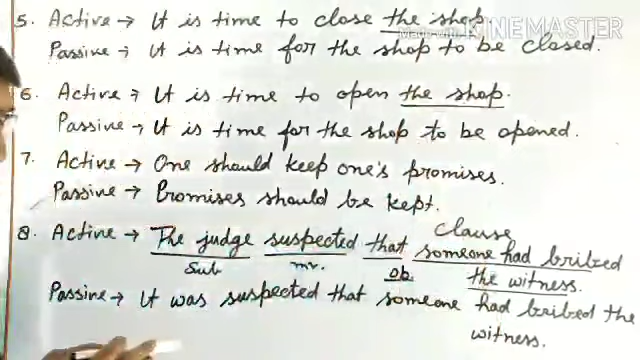 5. Active → It is time to close the shop
Made with KINEMASTER
Passive → It is time for the shop to be closed.
6. Active → It is time to open the shop.
Passive → It is time for the shop to be opened.
7. Active → One should keep one's promises.
Passive → Promises should be kept.
Clause
8. Active → The judge suspected that someone had bribed
Sub mv. ob the witness.
Passive → It was suspected that someone had bribed the
witness.